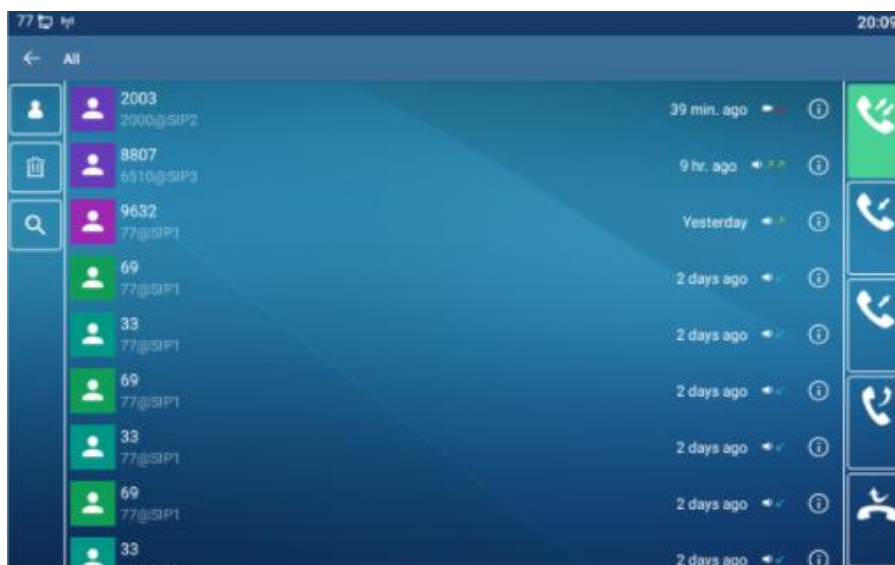 77
20:09
All
2003
39 min. ago
2000@SIP2
8807
9 hr. ago
6510@SIP3
9632
Yesterday
77@SIP1
69
2 days ago
77@SIP1
33
2 days ago
77@SIP1
69
2 days ago
77@SIP1
33
2 days ago
77@SIP1
69
2 days ago
77@SIP1
33
2 days ago